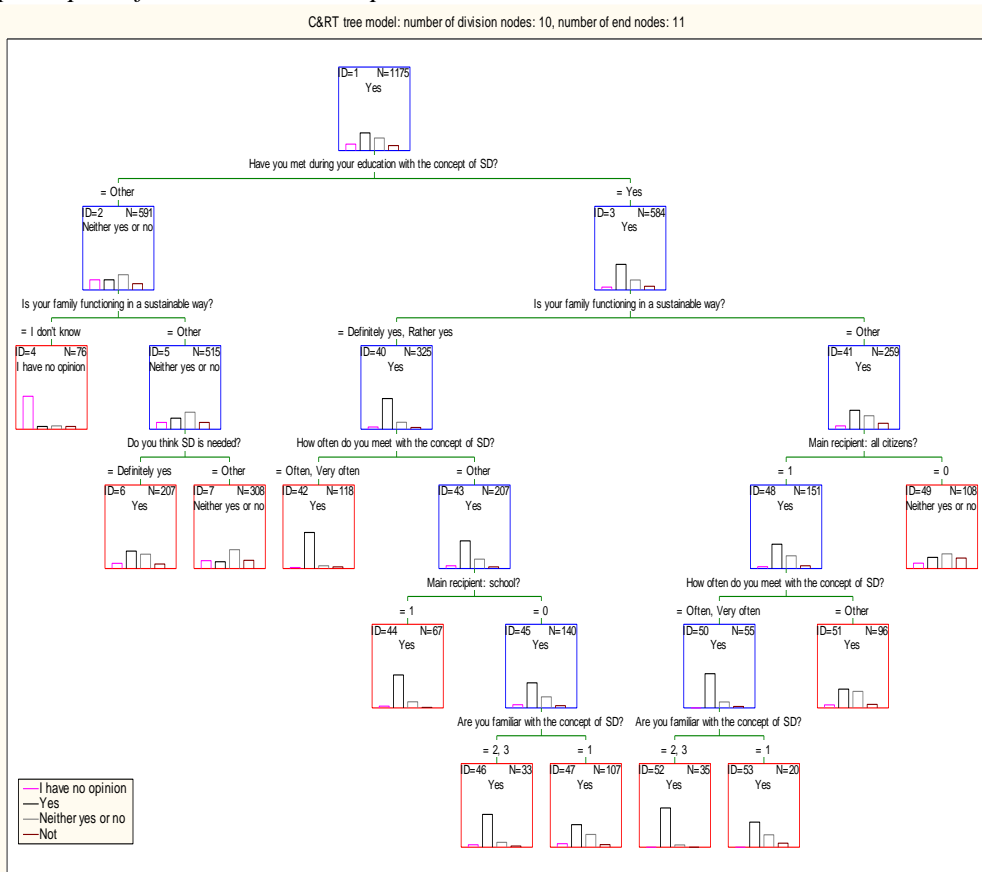 C&RT tree model: number of division nodes: 10, number of end nodes: 11
ID=1 N=1175
Yes
Have you met during your education with the concept of SD?
= Other = Yes
ID=2 N=591 ID=3 N=584
Neither yes or no Yes
Is your family functioning in a sustainable way? Is your family functioning in a sustainable way?
= I don't know = Other = Definitely yes, Rather yes = Other
ID=4 N=76 ID=5 N=515 ID=40 N=325 ID=41 N=259
I have no opinion Neither yes or no Yes Yes
Do you think SD is needed? How often do you meet with the concept of SD? Main recipient: all citizens?
= Definitely yes = Other = Often, Very often = Other = 1 = 0
ID=6 N=207 ID=7 N=308 ID=42 N=118 ID=43 N=207 ID=48 N=151 ID=49 N=108
Yes Neither yes or no Yes Yes Yes Neither yes or no
Main recipient: school? How often do you meet with the concept of SD?
= 1 = 0 = Often, Very often = Other
ID=44 N=67 ID=45 N=140 ID=50 N=55 ID=51 N=96
Yes Yes Yes Yes
Are you familiar with the concept of SD? Are you familiar with the concept of SD?
= 2, 3 = 1 = 2, 3 = 1
ID=46 N=33 ID=47 N=107 ID=52 N=35 ID=53 N=20
Yes Yes Yes Yes
I have no opinion
Yes
Neither yes or no
Not